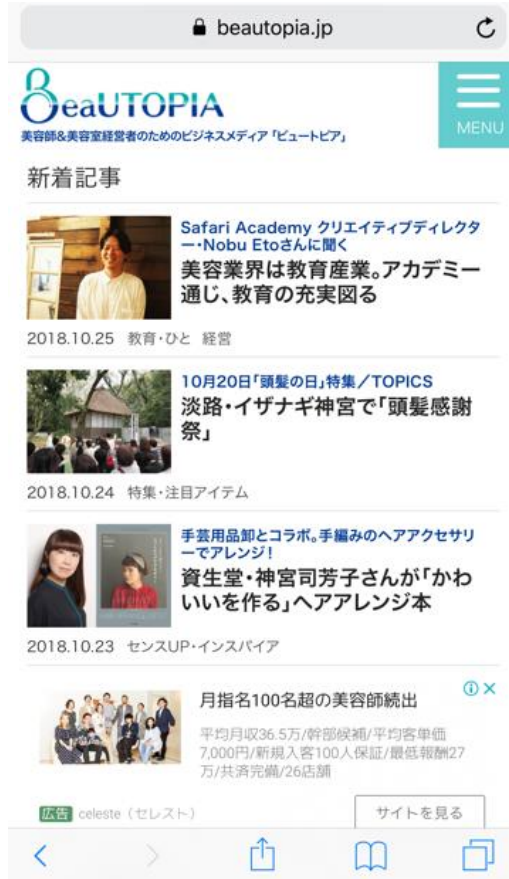 beautopia.jp
BeaUTOPIA
MENU
美容師&美容室経営者のためのビジネスメディア「ビュートピア」
新着記事
Safari Academy クリエイティブディレクタ
ー・Nobu Etoさんに聞く
美容業界は教育産業。アカデミー
通じ、教育の充実図る
2018.10.25 教育・ひと 経営
10月20日「頭髪の日」特集／TOPICS
淡路・イザナギ神宮で「頭髪感謝
祭」
2018.10.24 特集・注目アイテム
手芸用品卸とコラボ。手編みのヘアアクセサリ
ーでアレンジ！
資生堂・神宮司芳子さんが「かわ
いいを作る」ヘアアレンジ本
2018.10.23 センスUP・インスパイア
月指名100名超の美容師続出
平均月収36.5万/幹部候補/平均客単価
7,000円/新規入客100人保証/最低報酬27
万/共済完備/26店舗
広告 celeste（セレスト）
サイトを見る